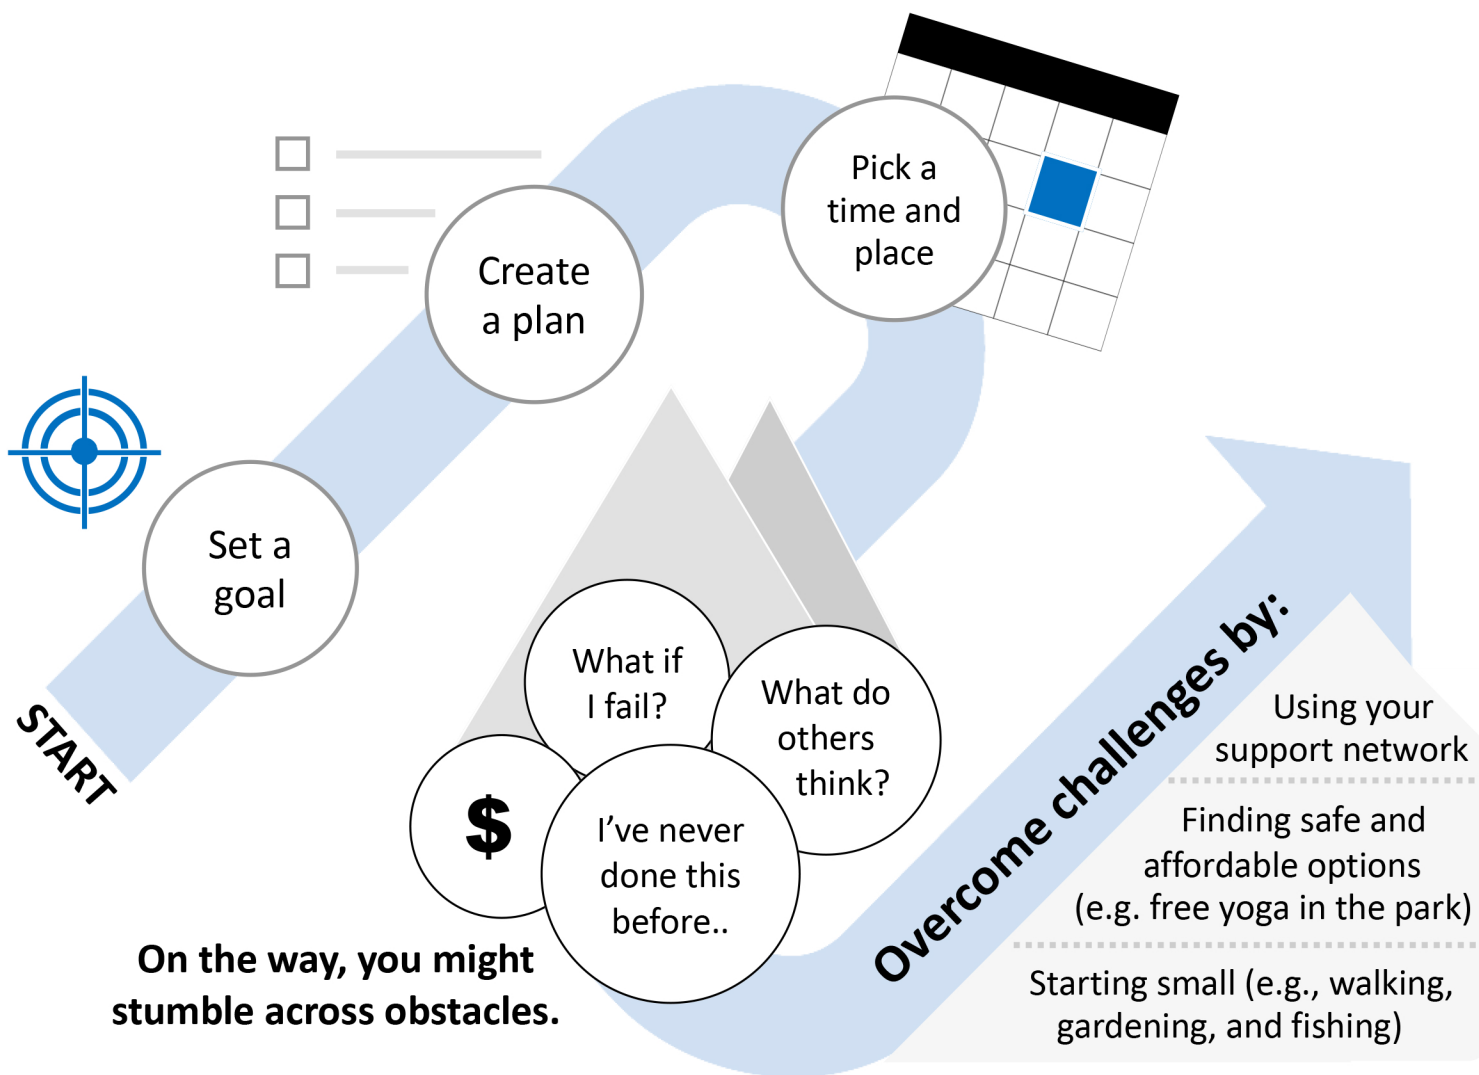 START
Set a
goal
Create
a plan
Pick a
time and
place
What if
I fail?
What do
others
think?
$
I’ve never
done this
before..
On the way, you might
stumble across obstacles.
Overcome challenges by:
Using your
support network
Finding safe and
affordable options
(e.g. free yoga in the park)
Starting small (e.g., walking,
gardening, and fishing)